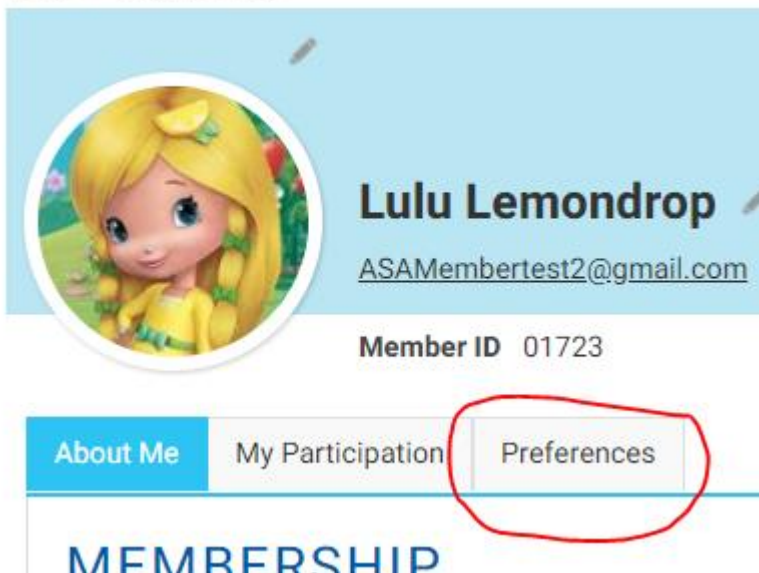 Lulu Lemondrop
ASAMembertest2@gmail.com
Member ID 01723
About Me My Participation Preferences
MEMBERSHIP